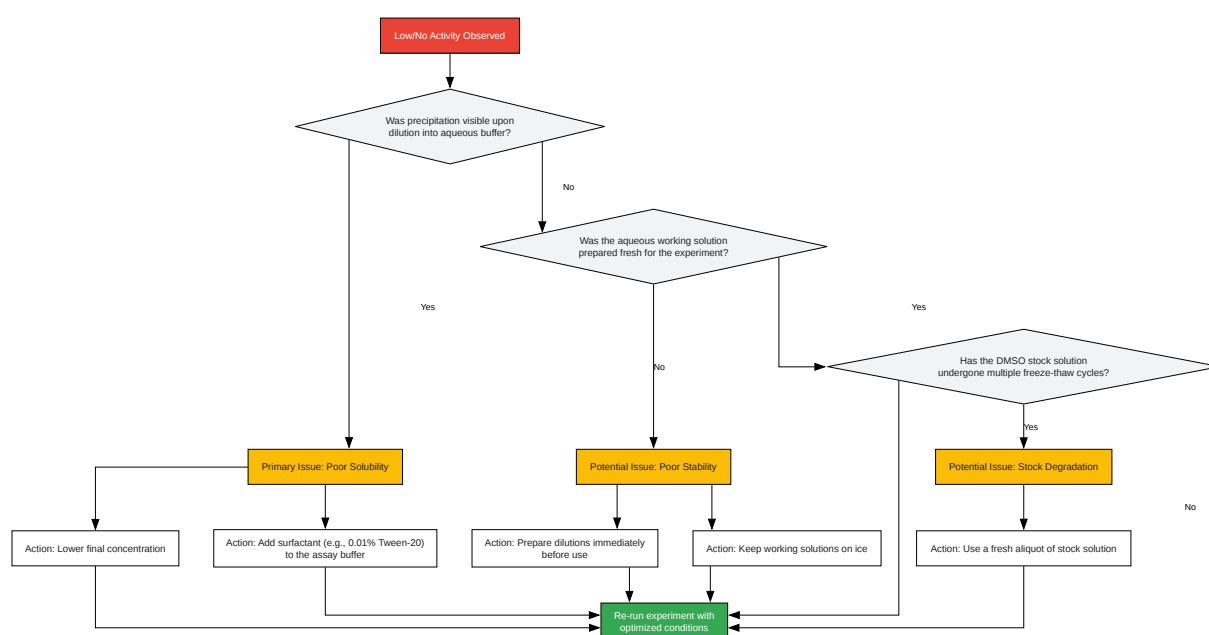 Low/No Activity Observed
Was precipitation visible upon
dilution into aqueous buffer?
No
Was the aqueous working solution
prepared fresh for the experiment?
Yes
Yes
No
Has the DMSO stock solution
undergone multiple freeze-thaw cycles?
Yes
Primary Issue: Poor Solubility
Potential Issue: Poor Stability
Potential Issue: Stock Degradation
No
Action: Lower final concentration
Action: Add surfactant (e.g., 0.01% Tween-20)
to the assay buffer
Action: Prepare dilutions immediately
before use
Action: Keep working solutions on ice
Action: Use a fresh aliquot of stock solution
Re-run experiment with
optimized conditions